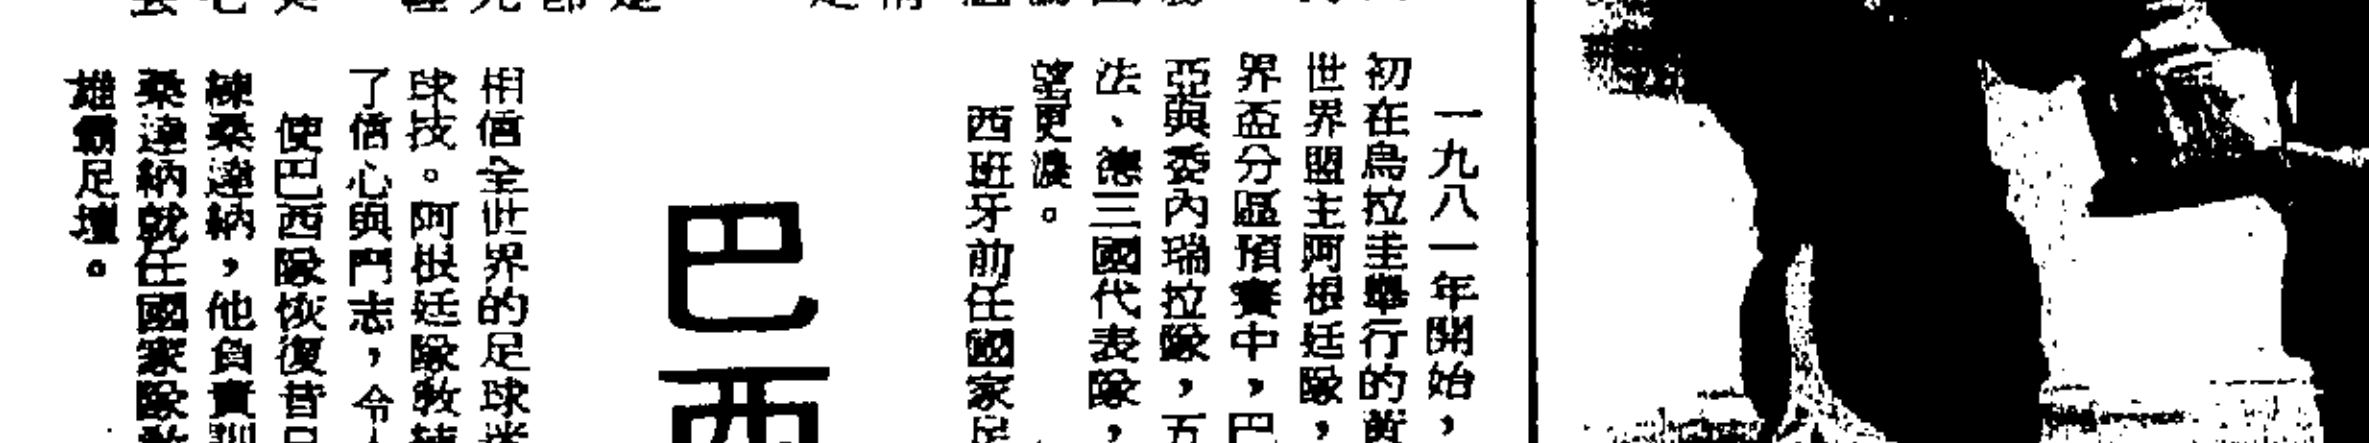 一九八一年開始，
初在烏拉圭舉行的
世界盟主阿根廷隊，
界盃分區預賽中，巴
亞與委內瑞拉隊，五
法、德三國代表隊，
望更濃。
西班牙前任國家足
巴西
相信全世界的足球迷
球技。阿根廷隊教練
了信心與鬥志，令人
使巴西隊恢復昔日
練桑達納，他負責訓
桑達納就任國家隊教
雄霸足壇。